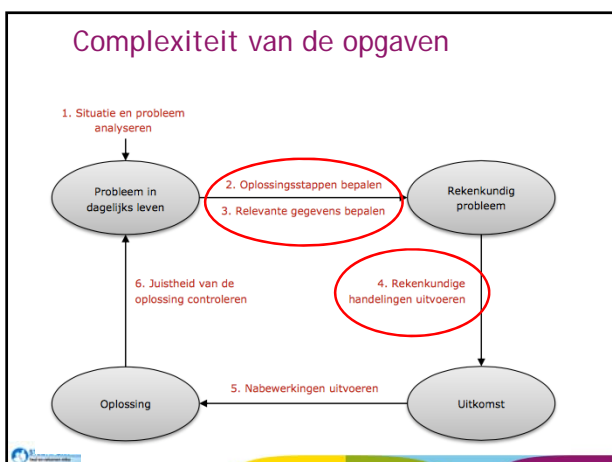 Complexiteit van de opgaven
1. Situatie en probleem
analyseren
Probleem in
dagelijks leven
2. Oplossingsstappen bepalen
3. Relevante gegevens bepalen
Rekenkundig
probleem
4. Rekenkundige
handelingen uitvoeren
6. Juistheid van de
oplossing controleren
Oplossing
5. Nabewerkingen uitvoeren
Uitkomst